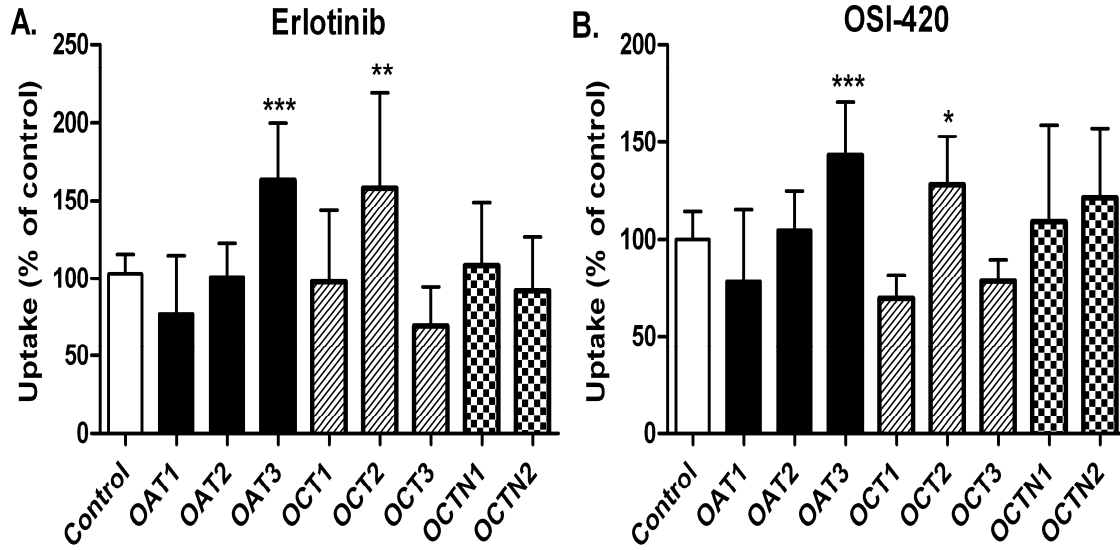 A.
Erlotinib
Uptake (% of control)
250
200
150
100
50
0
***
**
Control
OAT1
OAT2
OAT3
OCT1
OCT2
OCT3
OCTN1
OCTN2
B.
OSI-420
Uptake (% of control)
200
150
100
50
0
***
*
Control
OAT1
OAT2
OAT3
OCT1
OCT2
OCT3
OCTN1
OCTN2